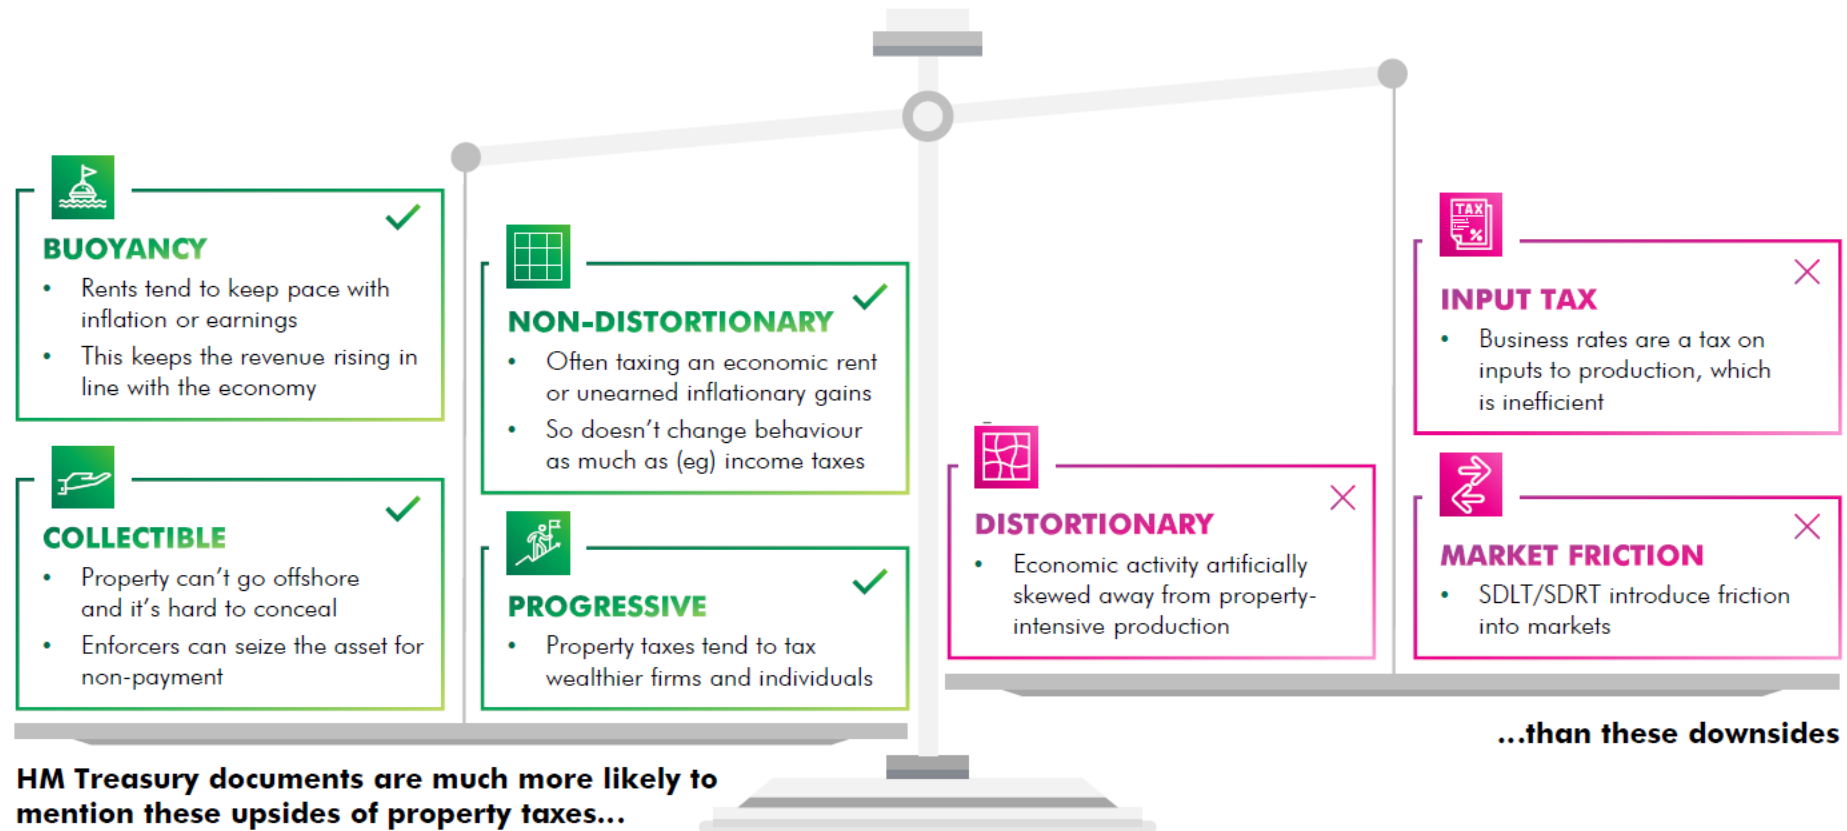 BUOYANCY
• Rents tend to keep pace with
inflation or earnings
• This keeps the revenue rising in
line with the economy
COLLECTIBLE
• Property can't go offshore
and it's hard to conceal
• Enforcers can seize the asset for
non-payment
NON-DISTORTIONARY
• Often taxing an economic rent
or unearned inflationary gains
• So doesn't change behaviour
as much as (eg) income taxes
PROGRESSIVE
• Property taxes tend to tax
wealthier firms and individuals
HM Treasury documents are much more likely to
mention these upsides of property taxes...
DISTORTIONARY
• Economic activity artificially
skewed away from property-
intensive production
TAX
%
INPUT TAX
• Business rates are a tax on
inputs to production, which
is inefficient
MARKET FRICTION
• SDLT/SDRT introduce friction
into markets
...than these downsides